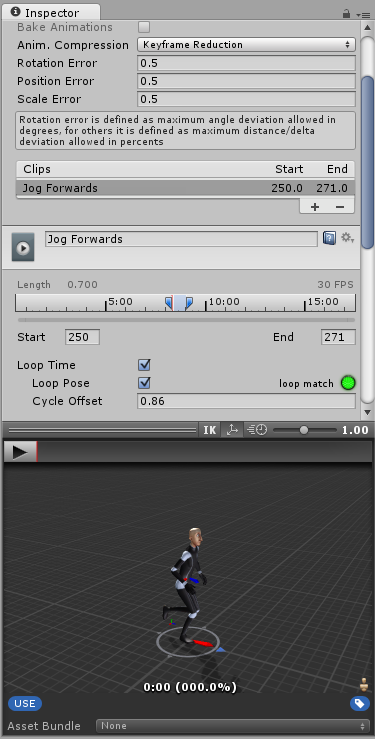 Inspector
Bake Animations
Anim. Compression Keyframe Reduction
Rotation Error 0.5
Position Error 0.5
Scale Error 0.5
Rotation error is defined as maximum angle deviation allowed in
degrees, for others it is defined as maximum distance/delta
deviation allowed in percents
Clips Start End
Jog Forwards 250.0 271.0
+ −
Jog Forwards
Length 0.700 30 FPS
5:00 10:00 15:00
Start 250 End 271
Loop Time
Loop Pose loop match
Cycle Offset 0.86
IK 1.00
0:00 (000.0%)
USE
Asset Bundle None